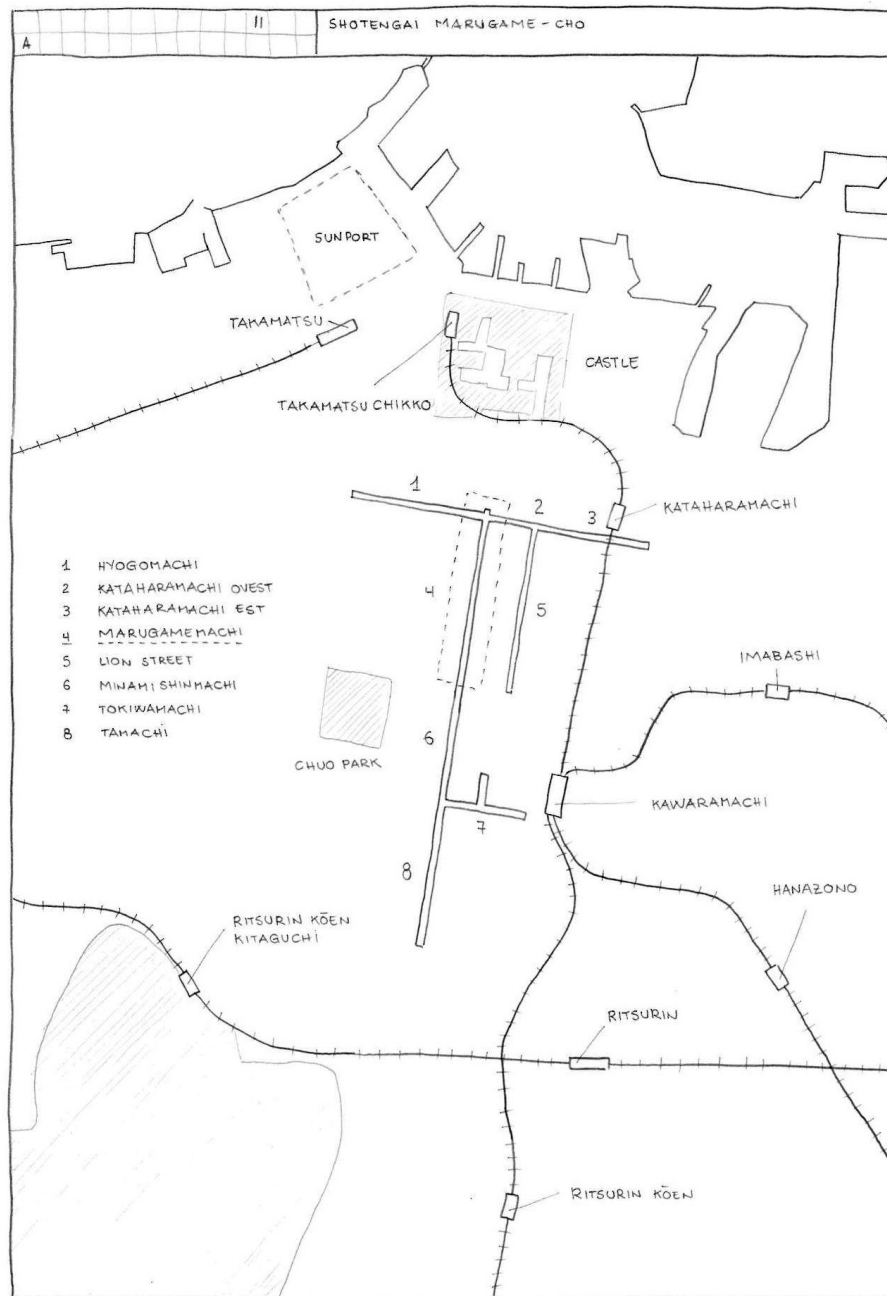 A
11
SHOTENGAI MARUGAME-CHO
SUNPORT
TAKAMATSU
CASTLE
TAKAMATSU CHIKKO
1
2
3
KATAHARAMACHI
1 HYOGOMACHI
2 KATAHARAMACHI OVEST
3 KATAHARAMACHI EST
4 MARUGAMEMACHI
5 LION STREET
6 MINAMI SHINMACHI
7 TOKIWAMACHI
8 TAMACHI
4
5
IMABASHI
6
CHUO PARK
KAWARAMACHI
7
8
HANAZONO
RITSURIN KŌEN
KITAGUCHI
RITSURIN
RITSURIN KŌEN